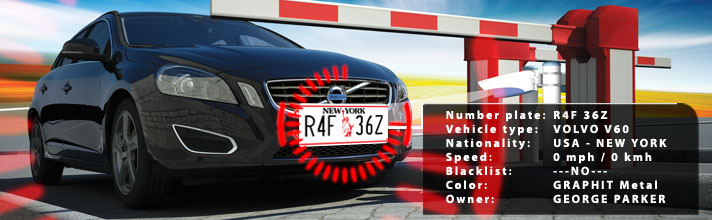 NEW YORK
R4F 36Z
Number plate: R4F 36Z
Vehicle type: VOLVO V60
Nationality: USA - NEW YORK
Speed: 0 mph / 0 kmh
Blacklist: ---NO---
Color: GRAPHIT Metal
Owner: GEORGE PARKER